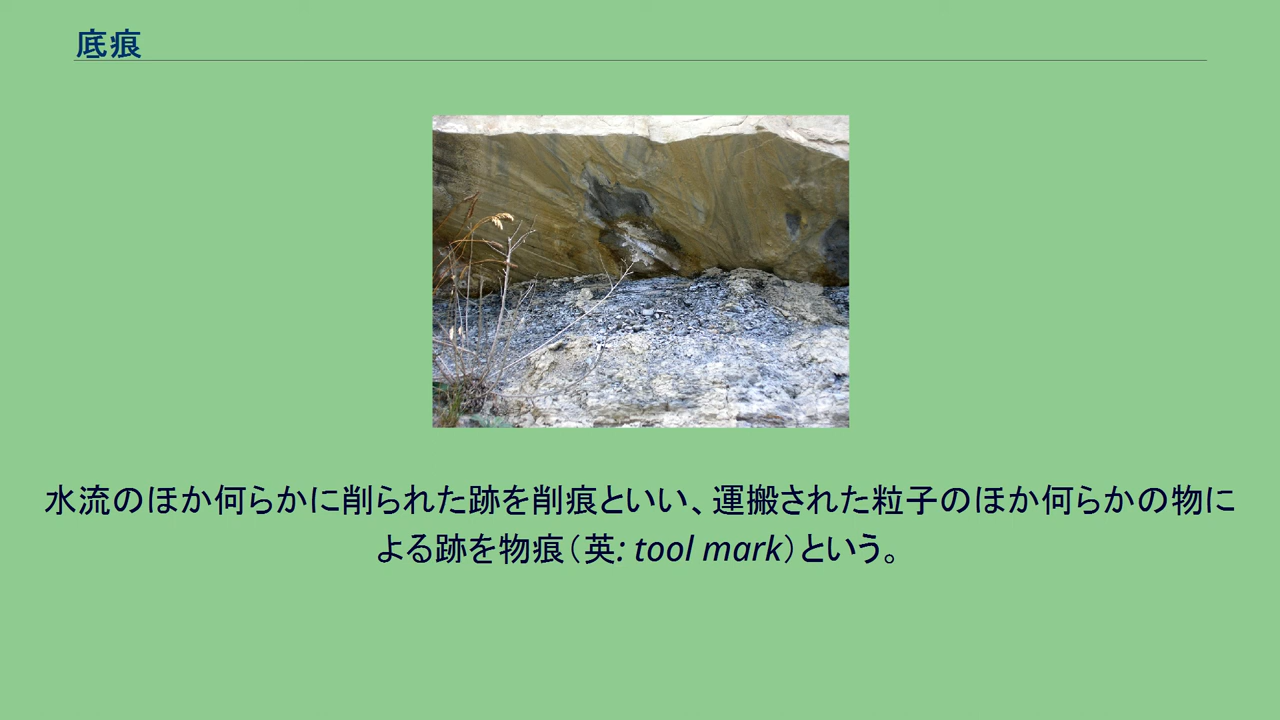 底痕
水流のほか何らかに削られた跡を削痕といい、運搬された粒子のほか何らかの物に
よる跡を物痕（英: tool mark）という。